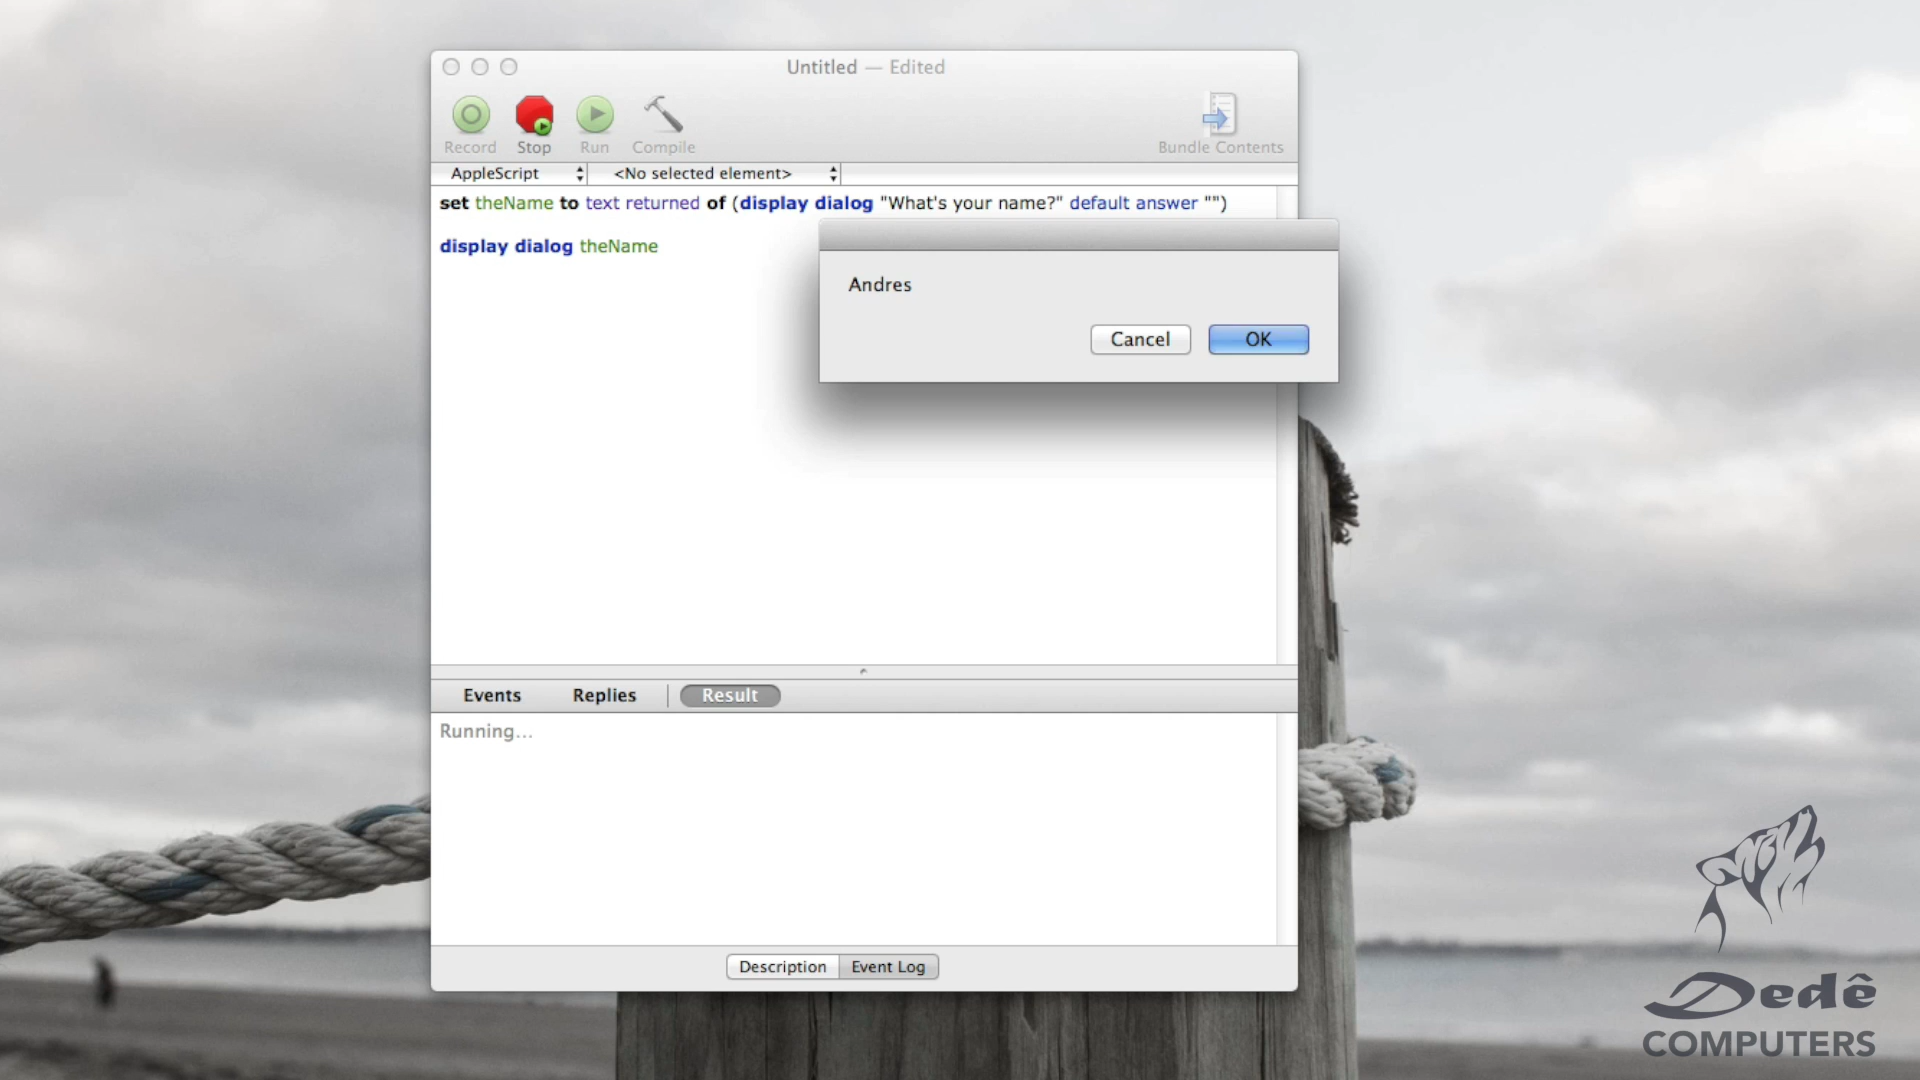 Untitled — Edited
Record Stop Run Compile Bundle Contents
AppleScript <No selected element>
set theName to text returned of (display dialog "What's your name?" default answer "")
display dialog theName
Andres
Cancel OK
Events Replies Result
Running...
Description Event Log
Dedê
COMPUTERS